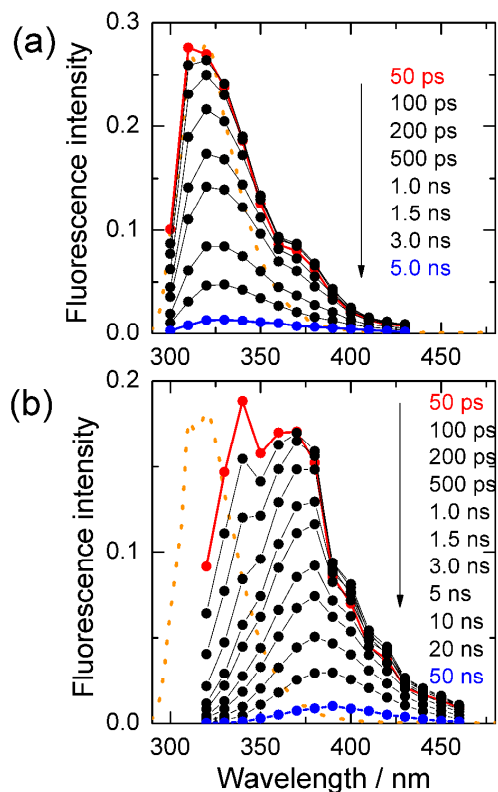 (a)
0.3
0.2
0.1
0.0
Fluorescence intensity
50 ps
100 ps
200 ps
500 ps
1.0 ns
1.5 ns
3.0 ns
5.0 ns
300 350 400 450
(b)
0.2
0.1
0.0
Fluorescence intensity
50 ps
100 ps
200 ps
500 ps
1.0 ns
1.5 ns
3.0 ns
5 ns
10 ns
20 ns
50 ns
300 350 400 450
Wavelength / nm